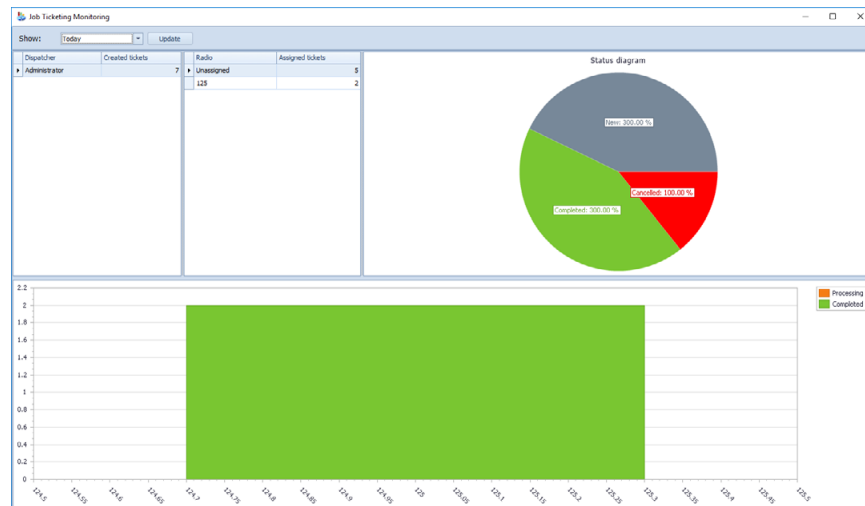 Job Ticketing Monitoring
Show: Today Update
Dispatcher Created tickets
Administrator 7
Radio Assigned tickets
Unassigned 5
125 2
Status diagram
New: 300.00 %
Cancelled: 100.00 %
Completed: 300.00 %
Processing
Completed
2.2
2
1.8
1.6
1.4
1.2
1
0.8
0.6
0.4
0.2
0
124.5 124.55 124.6 124.65 124.7 124.75 124.8 124.85 124.9 124.95 125 125.05 125.1 125.15 125.2 125.25 125.3 125.35 125.4 125.45 125.5